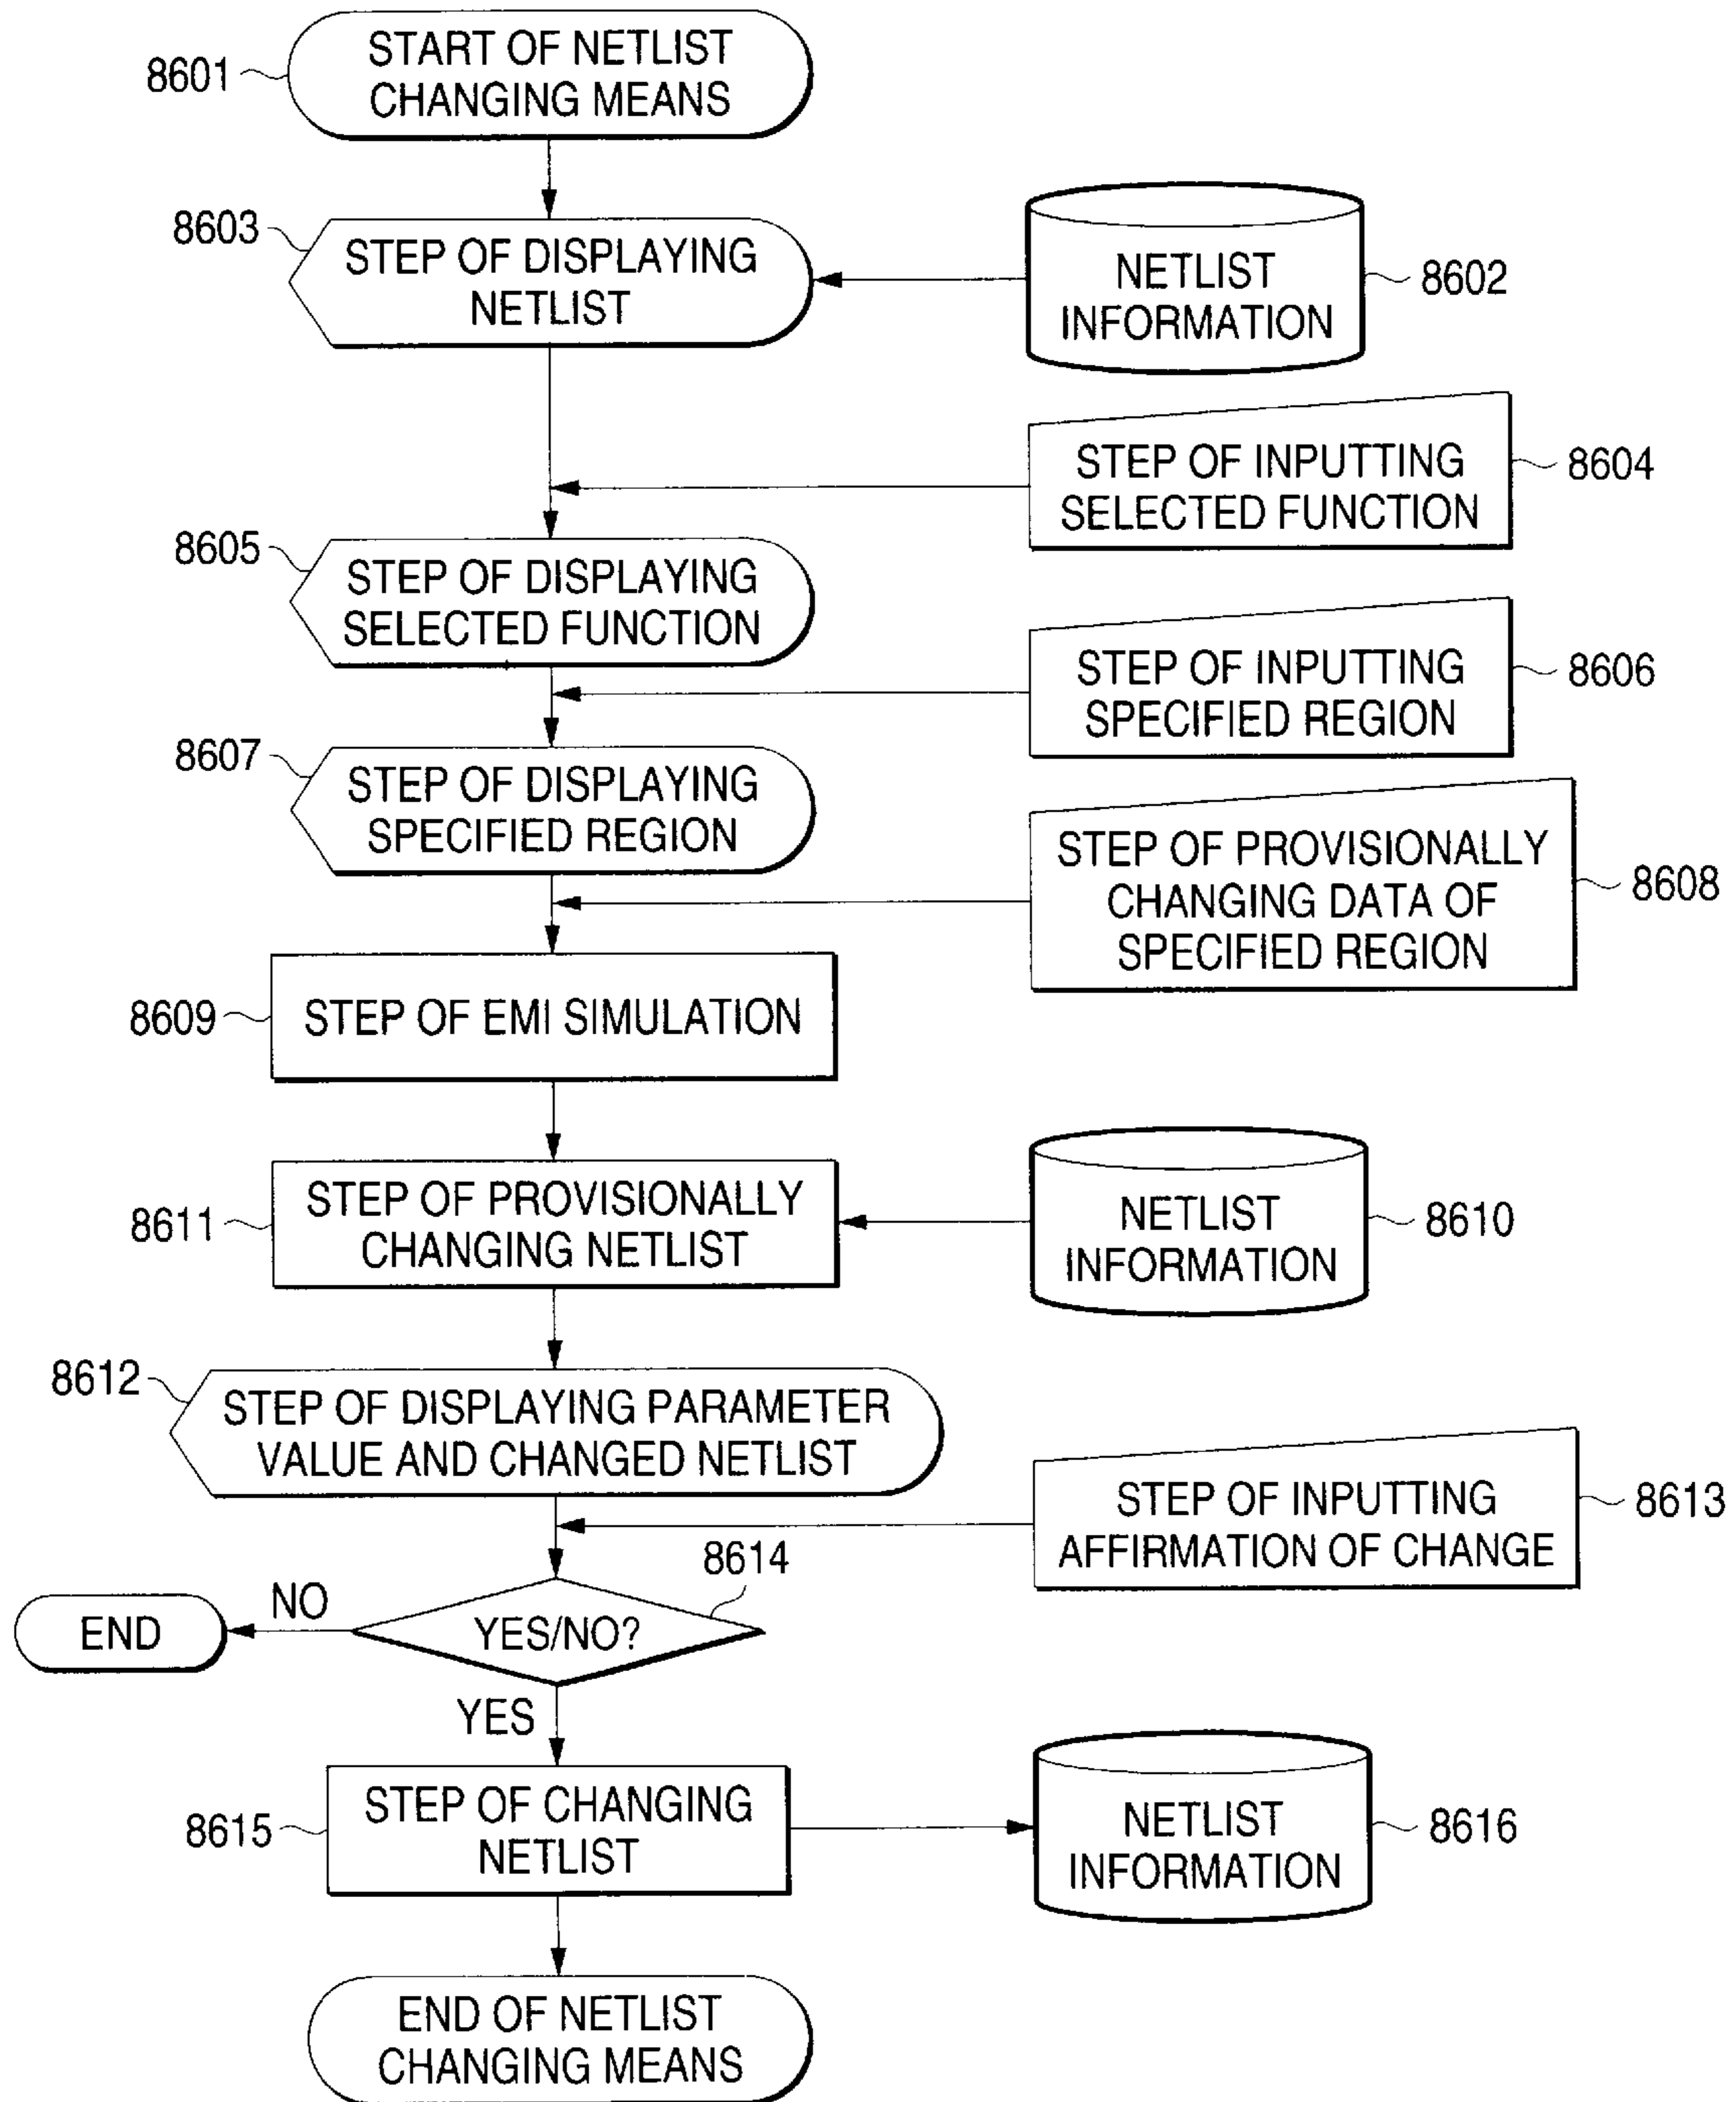 8601
START OF NETLIST
CHANGING MEANS
8603
STEP OF DISPLAYING
NETLIST
NETLIST
INFORMATION
8602
STEP OF INPUTTING
SELECTED FUNCTION
8604
8605
STEP OF DISPLAYING
SELECTED FUNCTION
STEP OF INPUTTING
SPECIFIED REGION
8606
8607
STEP OF DISPLAYING
SPECIFIED REGION
STEP OF PROVISIONALLY
CHANGING DATA OF
SPECIFIED REGION
8608
8609
STEP OF EMI SIMULATION
8611
STEP OF PROVISIONALLY
CHANGING NETLIST
NETLIST
INFORMATION
8610
8612
STEP OF DISPLAYING PARAMETER
VALUE AND CHANGED NETLIST
STEP OF INPUTTING
AFFIRMATION OF CHANGE
8613
8614
YES/NO?
NO
END
YES
8615
STEP OF CHANGING
NETLIST
NETLIST
INFORMATION
8616
END OF NETLIST
CHANGING MEANS